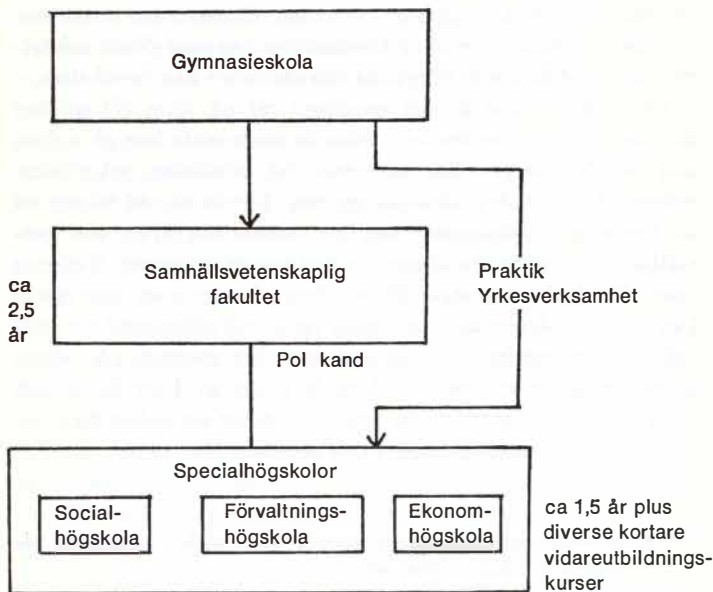 Gymnasieskola
ca
2,5
år
Samhällsvetenskaplig
fakultet
Praktik
Yrkesverksamhet
Pol kand
Specialhögskolor
Social-
högskola
Förvaltnings-
högskola
Ekonom-
högskola
ca 1,5 år plus
diverse kortare
vidareutbildnings-
kurser